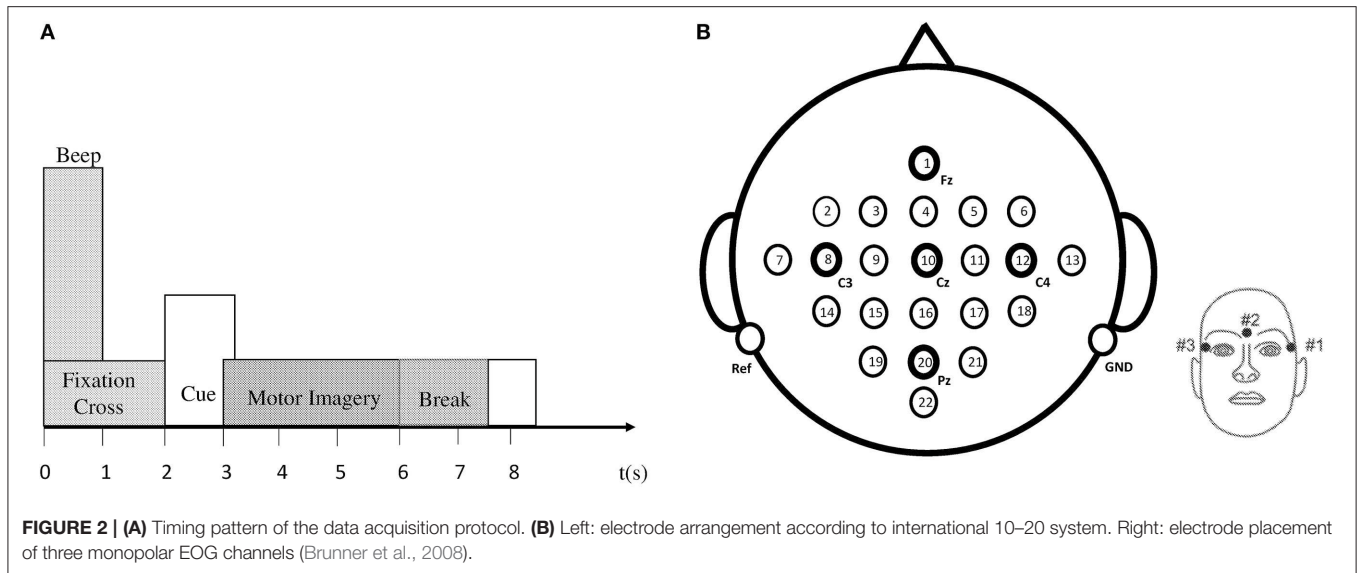 A
Beep
Fixation
Cross
Cue
Motor Imagery
Break
0 1 2 3 4 5 6 7 8 t(s)
B
1
Fz
2 3 4 5 6
7 8 9 10 11 12 13
C3 Cz C4
14 15 16 17 18
Ref
GND
19 20 21
Pz
22
#2
#3 #1
FIGURE 2 | (A) Timing pattern of the data acquisition protocol. (B) Left: electrode arrangement according to international 10–20 system. Right: electrode placement
of three monopolar EOG channels (Brunner et al., 2008).